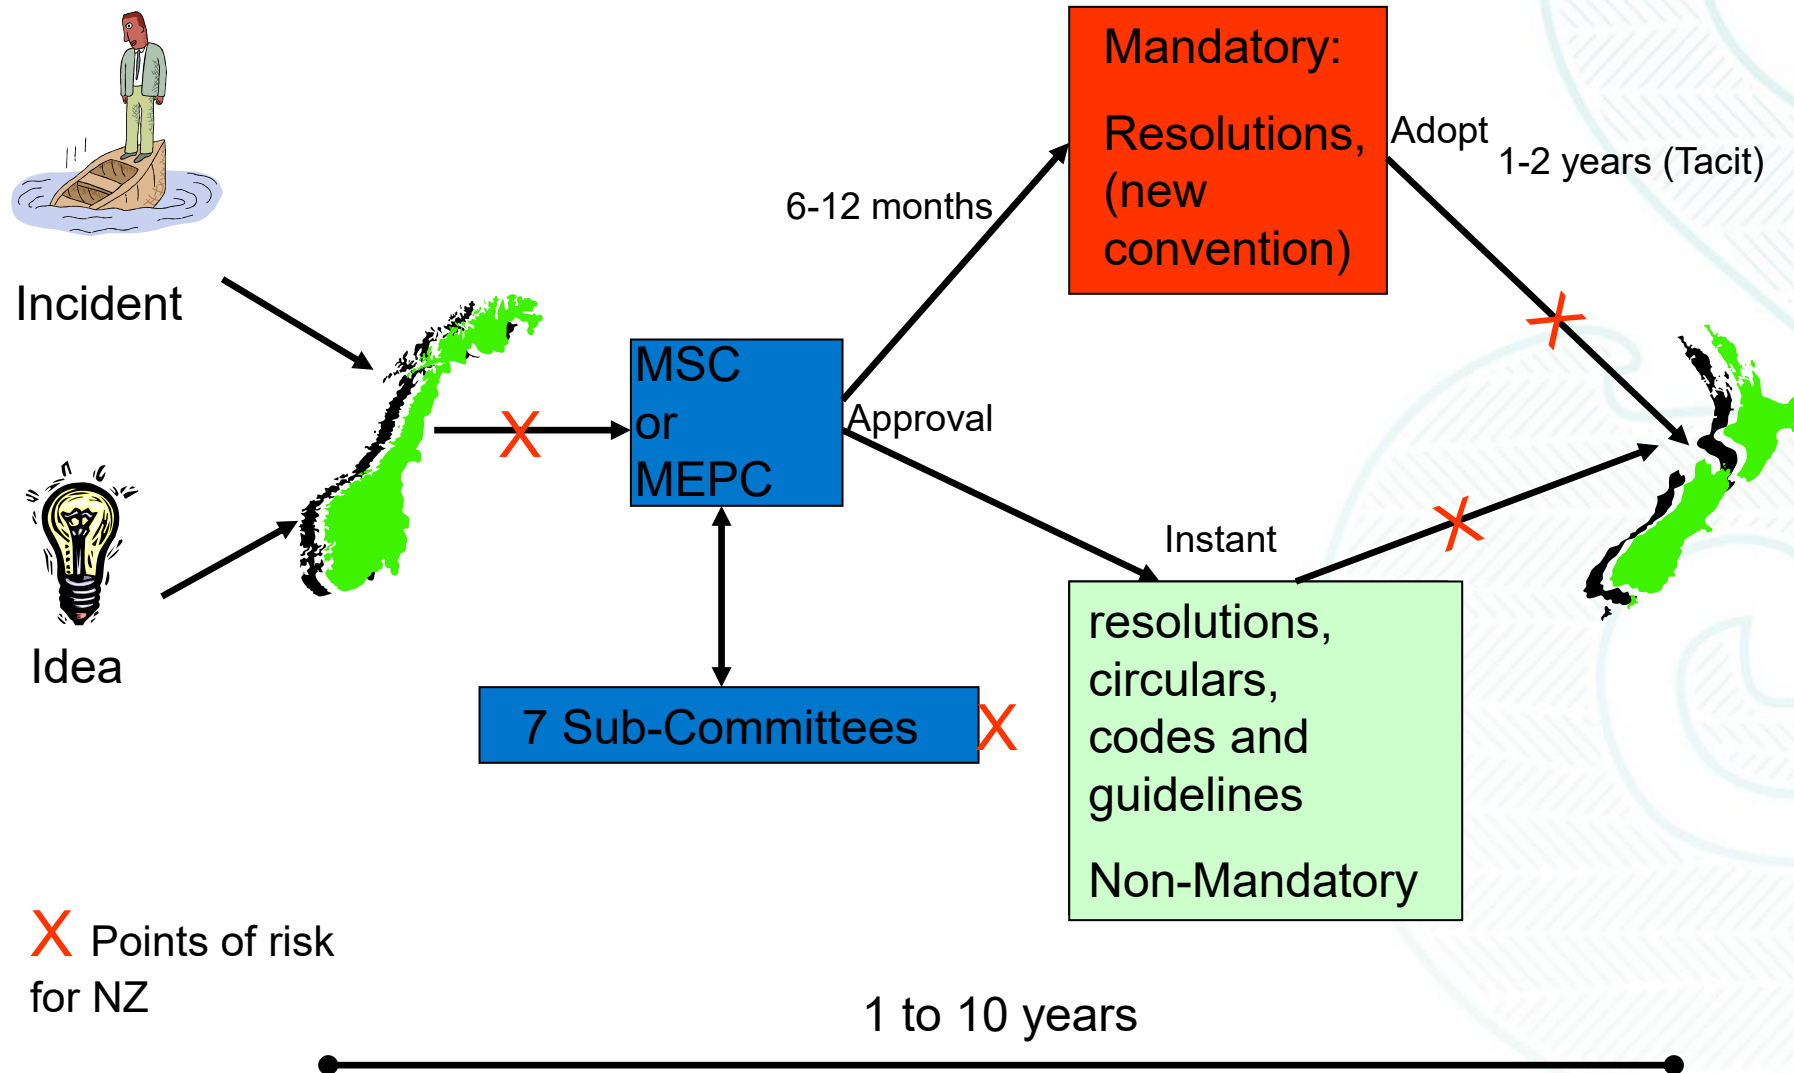 Incident
Idea
X Points of risk
for NZ
X
MSC
or
MEPC
7 Sub-Committees X
6-12 months
Approval
Mandatory:
Resolutions,
(new
convention)
Adopt
1-2 years (Tacit)
X
Instant
X
resolutions,
circulars,
codes and
guidelines
Non-Mandatory
1 to 10 years